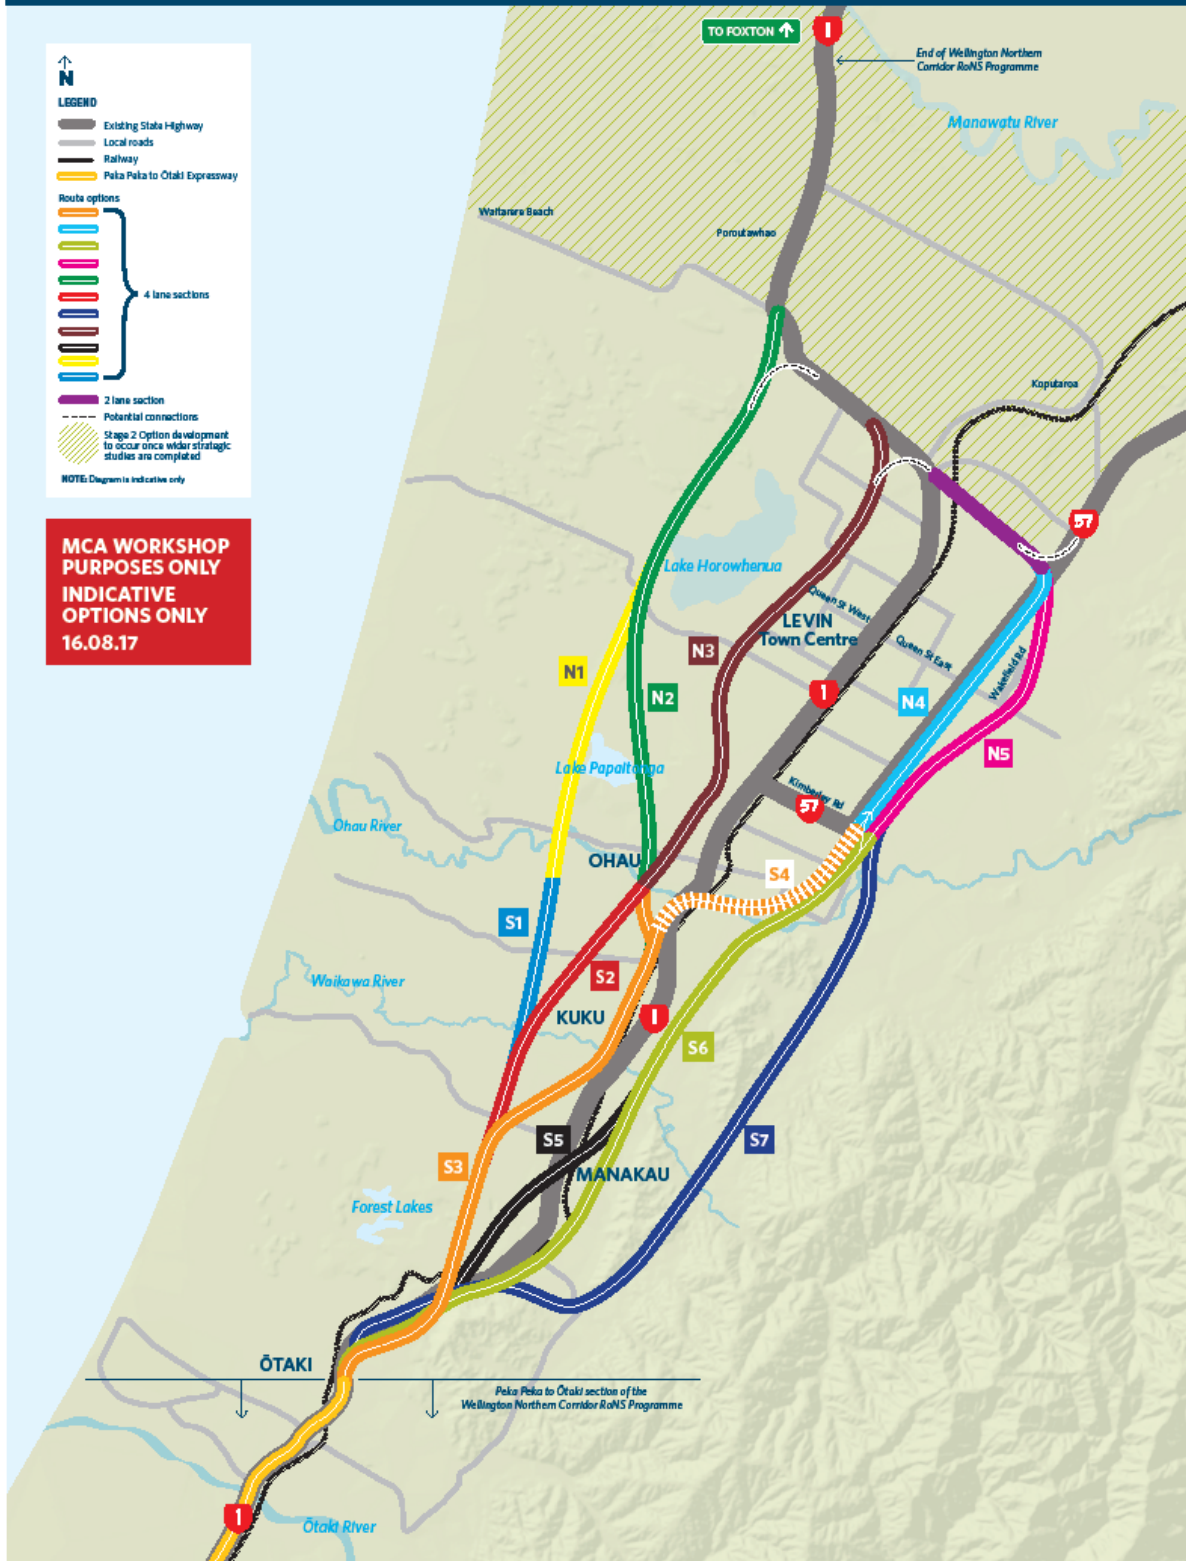 TO FOXTON
1
End of Wellington Northern
Corridor RoNS Programme
Manawatu River
N
LEGEND
Existing State Highway
Local roads
Railway
Peka Peka to Ōtaki Expressway
Route options
4 lane sections
2 lane section
Potential connections
Stage 2 Option development
to occur once wider strategic
studies are completed
NOTE: Diagram is indicative only
MCA WORKSHOP
PURPOSES ONLY
INDICATIVE
OPTIONS ONLY
16.08.17
Waitarere Beach
Poroutawhao
Koputaroa
57
Lake Horowhenua
Queen St West
LEVIN
Town Centre
Queen St East
Wakefield Rd
N1
N2
N3
1
N4
N5
Lake Papaitonga
Kimberley Rd
57
Ohau River
OHAU
S4
S1
S2
Waikawa River
KUKU
1
S6
S5
S7
S3
MANAKAU
Forest Lakes
ŌTAKI
Peka Peka to Ōtaki section of the
Wellington Northern Corridor RoNS Programme
1
Ōtaki River